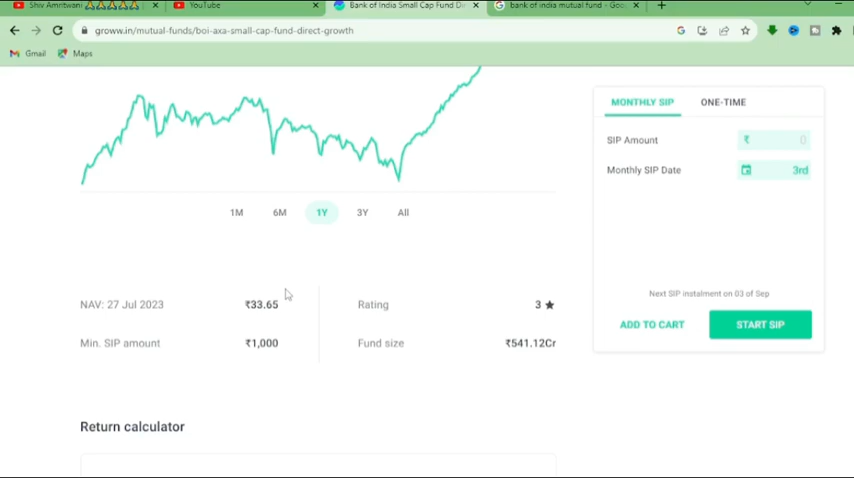 Shiv Amritwani 🙏🙏🙏🙏🙏
YouTube
Bank of India Small Cap Fund Di
bank of india mutual fund - Goo
groww.in/mutual-funds/boi-axa-small-cap-fund-direct-growth
Gmail
Maps
1M
6M
1Y
3Y
All
NAV: 27 Jul 2023
₹33.65
Rating
3 ★
Min. SIP amount
₹1,000
Fund size
₹541.12Cr
Return calculator
MONTHLY SIP
ONE-TIME
SIP Amount
₹ 0
Monthly SIP Date
3rd
Next SIP instalment on 03 of Sep
ADD TO CART
START SIP